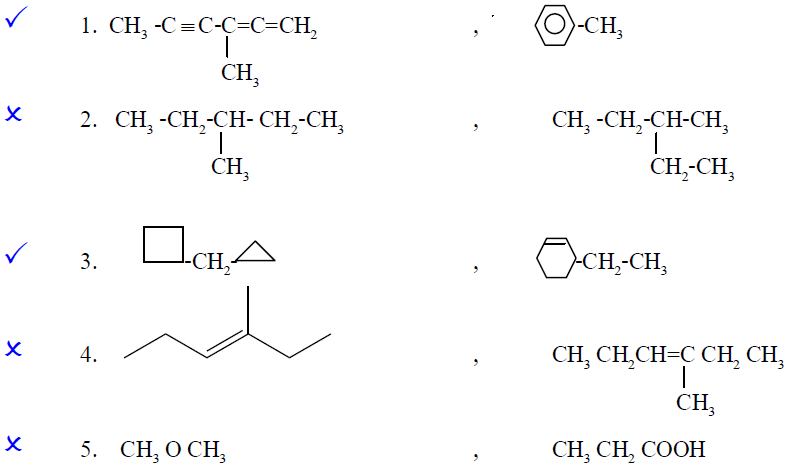 ✓ 1. CH₃ -C≡C-C=C=CH₂ , -CH₃
CH₃
✗ 2. CH₃ -CH₂-CH- CH₂-CH₃ , CH₃ -CH₂-CH-CH₃
CH₃ CH₂-CH₃
✓ 3. -CH₂- , -CH₂-CH₃
✗ 4. , CH₃ CH₂CH=C CH₂ CH₃
CH₃
✗ 5. CH₃ O CH₃ , CH₃ CH₂ COOH